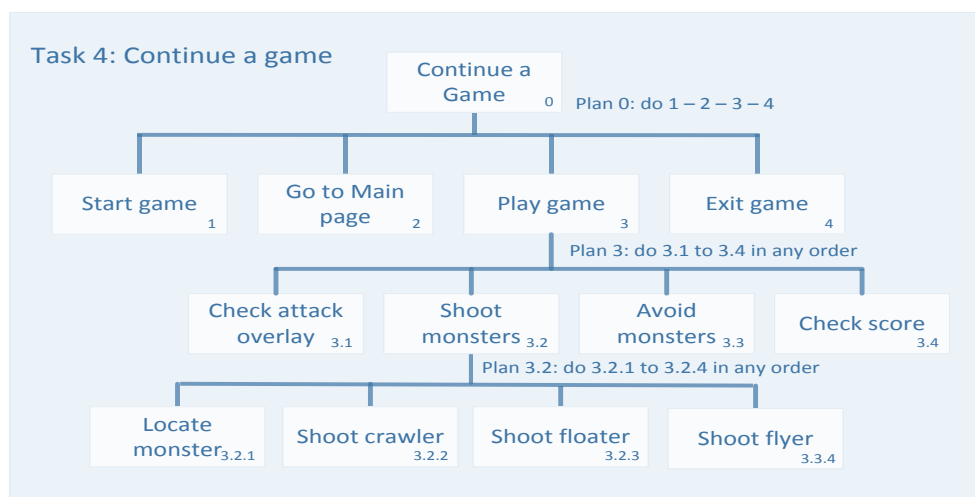 Task 4: Continue a game
Continue a
Game
0
Plan 0: do 1 – 2 – 3 – 4
Start game
1
Go to Main
page
2
Play game
3
Exit game
4
Plan 3: do 3.1 to 3.4 in any order
Check attack
overlay 3.1
Shoot
monsters 3.2
Avoid
monsters 3.3
Check score
3.4
Plan 3.2: do 3.2.1 to 3.2.4 in any order
Locate
monster 3.2.1
Shoot crawler
3.2.2
Shoot floater
3.2.3
Shoot flyer
3.3.4